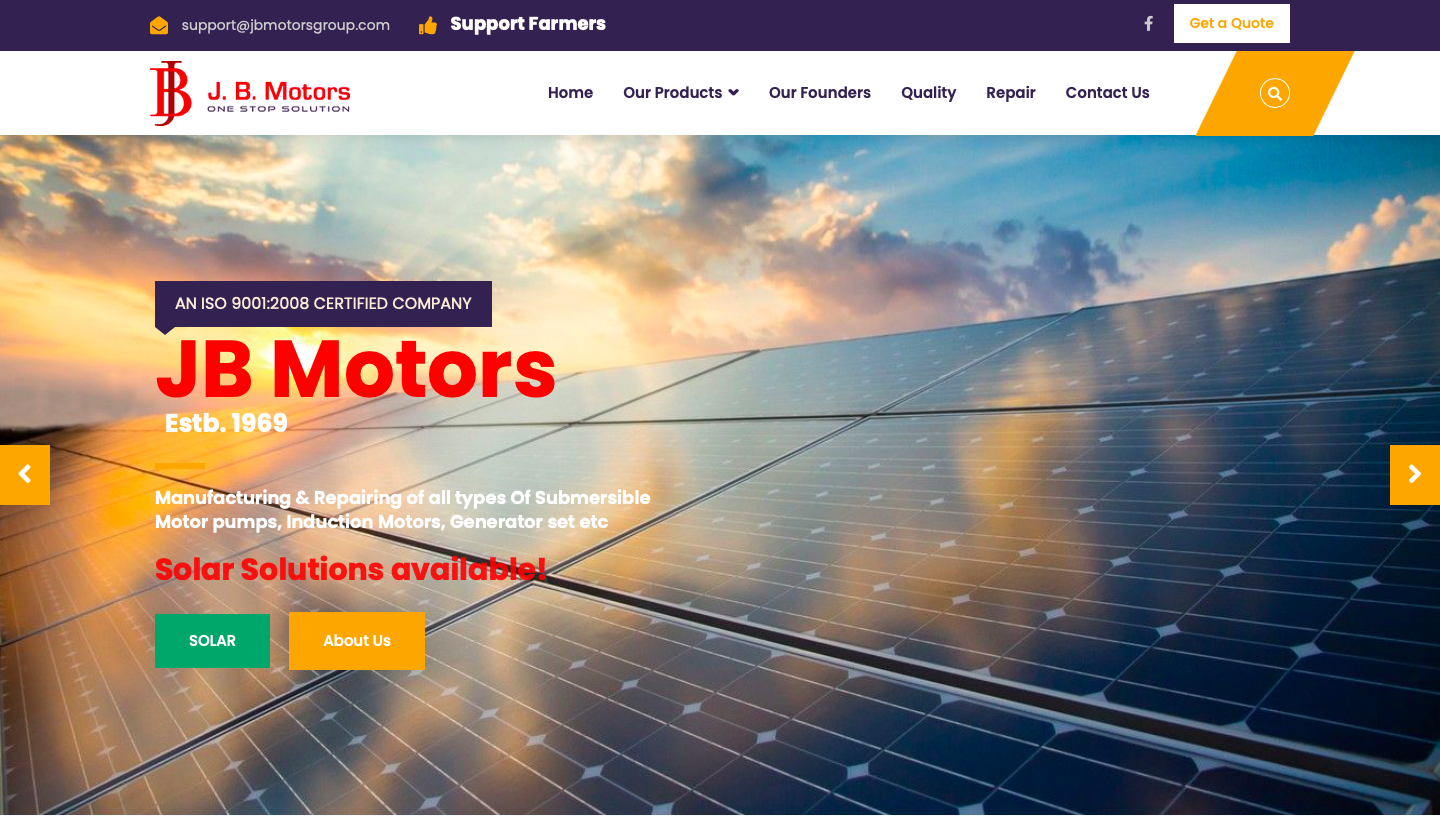 support@jbmotorsgroup.com
Support Farmers
Get a Quote
J. B. Motors
ONE STOP SOLUTION
Home
Our Products
Our Founders
Quality
Repair
Contact Us
AN ISO 9001:2008 CERTIFIED COMPANY
JB Motors
Estb. 1969
Manufacturing & Repairing of all types Of Submersible
Motor pumps, Induction Motors, Generator set etc
Solar Solutions available!
SOLAR
About Us